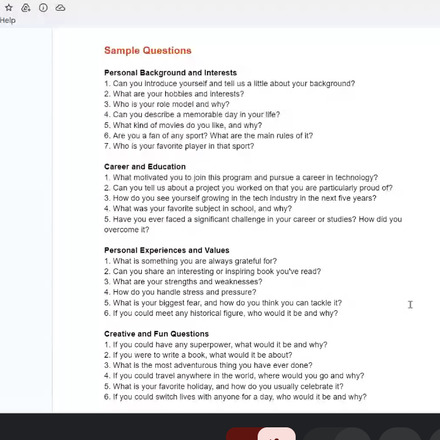 Help
Sample Questions
Personal Background and Interests
1. Can you introduce yourself and tell us a little about your background?
2. What are your hobbies and interests?
3. Who is your role model and why?
4. Can you describe a memorable day in your life?
5. What kind of movies do you like, and why?
6. Are you a fan of any sport? What are the main rules of it?
7. Who is your favorite player in that sport?
Career and Education
1. What motivated you to join this program and pursue a career in technology?
2. Can you tell us about a project you worked on that you are particularly proud of?
3. How do you see yourself growing in the tech industry in the next five years?
4. What was your favorite subject in school, and why?
5. Have you ever faced a significant challenge in your career or studies? How did you
overcome it?
Personal Experiences and Values
1. What is something you are always grateful for?
2. Can you share an interesting or inspiring book you've read?
3. What are your strengths and weaknesses?
4. How do you handle stress and pressure?
5. What is your biggest fear, and how do you think you can tackle it?
6. If you could meet any historical figure, who would it be and why?
Creative and Fun Questions
1. If you could have any superpower, what would it be and why?
2. If you were to write a book, what would it be about?
3. What is the most adventurous thing you have ever done?
4. If you could travel anywhere in the world, where would you go and why?
5. What is your favorite holiday, and how do you usually celebrate it?
6. If you could switch lives with anyone for a day, who would it be and why?